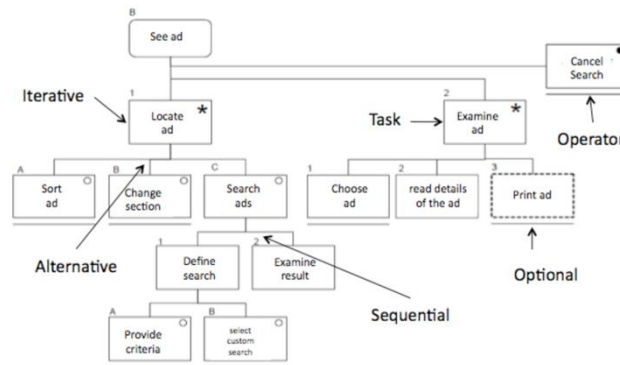 B
See ad
Cancel
Search
Iterative
1
Locate
ad
*
Task
2
Examine
ad
*
Operator
A
Sort
ad
B
Change
section
C
Search
ads
1
Choose
ad
2
read details
of the ad
3
Print ad
Alternative
1
Define
search
2
Examine
result
Optional
Sequential
A
Provide
criteria
B
select
custom
search